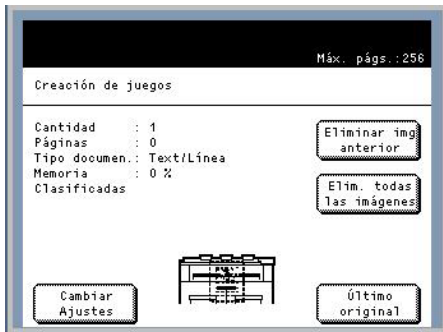 Máx. págs.:256
Creación de juegos
Cantidad : 1
Páginas : 0
Tipo documen.: Text/Línea
Memoria : 0 %
Clasificadas
Eliminar img
anterior
Elim. todas
las imágenes
Cambiar
Ajustes
Último
original